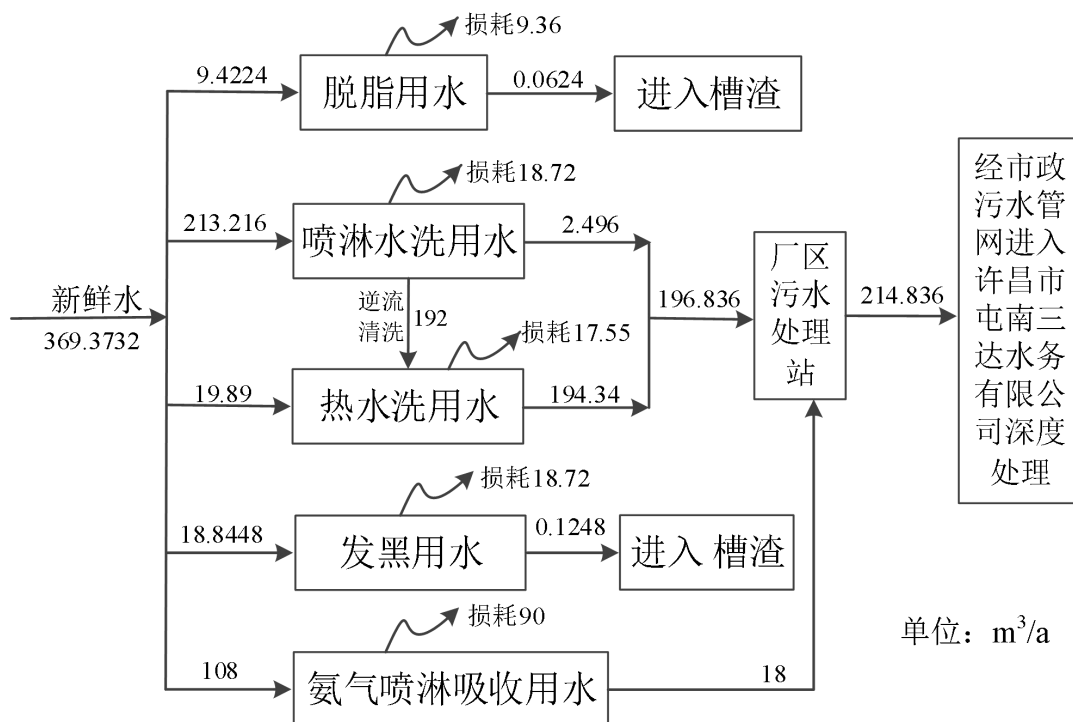 损耗9.36
9.4224
脱脂用水
0.0624
进入槽渣
损耗18.72
213.216
喷淋水洗用水
2.496
新鲜水
369.3732
逆流
清洗
192
196.836
厂区
污水
处理
站
214.836
经市政
污水管
网进入
许昌市
屯南三
达水务
有限公
司深度
处理
损耗17.55
19.89
热水洗用水
194.34
损耗18.72
18.8448
发黑用水
0.1248
进入 槽渣
损耗90
108
氨气喷淋吸收用水
18
单位：m³/a